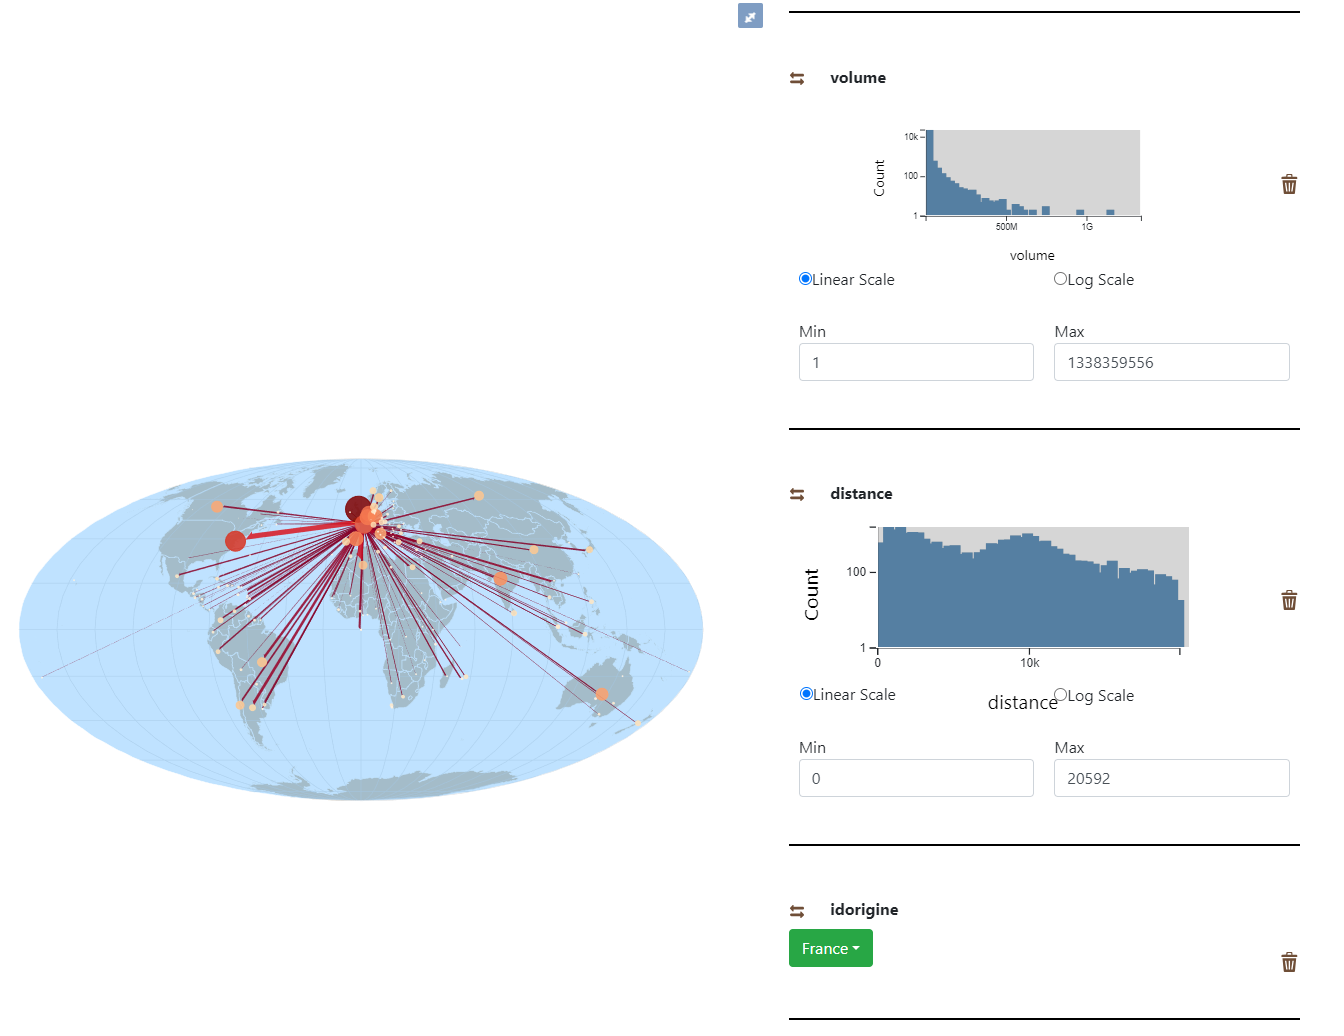 volume
10k
100
1
Count
500M 1G
volume
Linear Scale Log Scale
Min Max
1 1338359556
distance
100
1
Count
0 10k
distance
Linear Scale Log Scale
Min Max
0 20592
idorigine
France